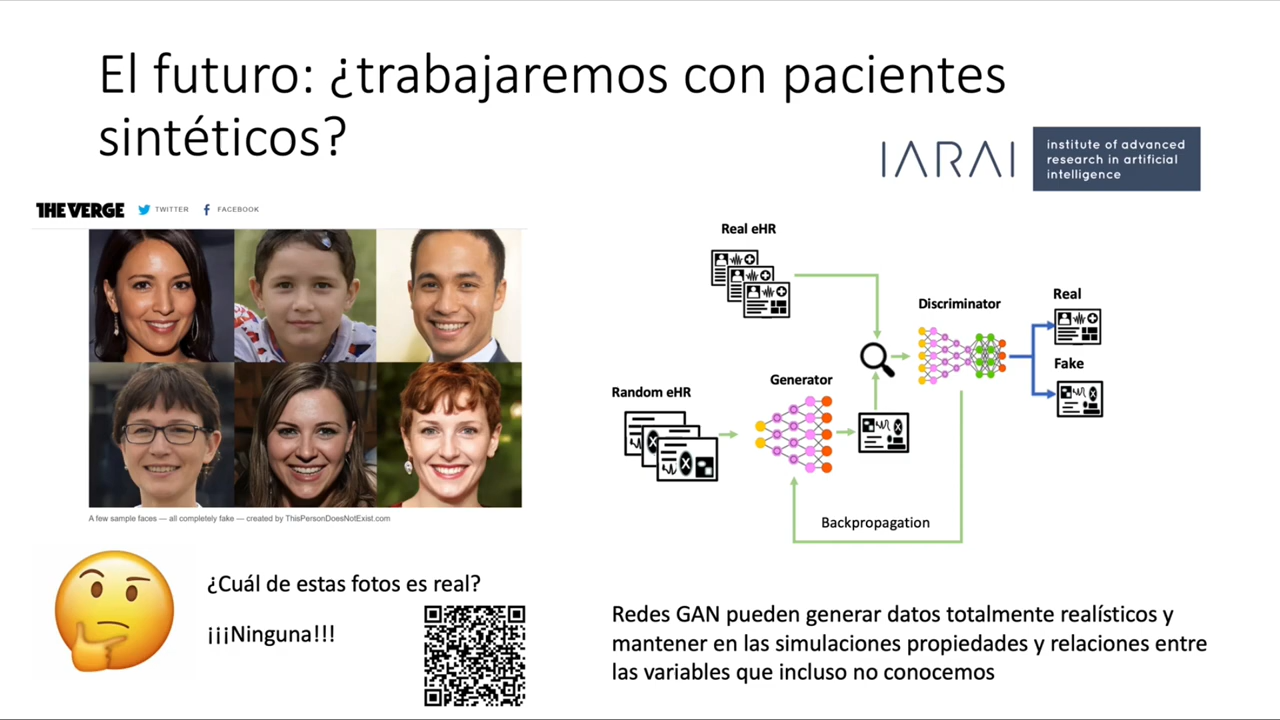 El futuro: ¿trabajaremos con pacientes
sintéticos?
IARAI
institute of advanced
research in artificial
intelligence
THE VERGE
TWITTER
FACEBOOK
A few sample faces — all completely fake — created by ThisPersonDoesNotExist.com
¿Cuál de estas fotos es real?
¡¡¡Ninguna!!!
Real eHR
Discriminator
Real
Fake
Generator
Random eHR
Backpropagation
Redes GAN pueden generar datos totalmente realísticos y
mantener en las simulaciones propiedades y relaciones entre
las variables que incluso no conocemos